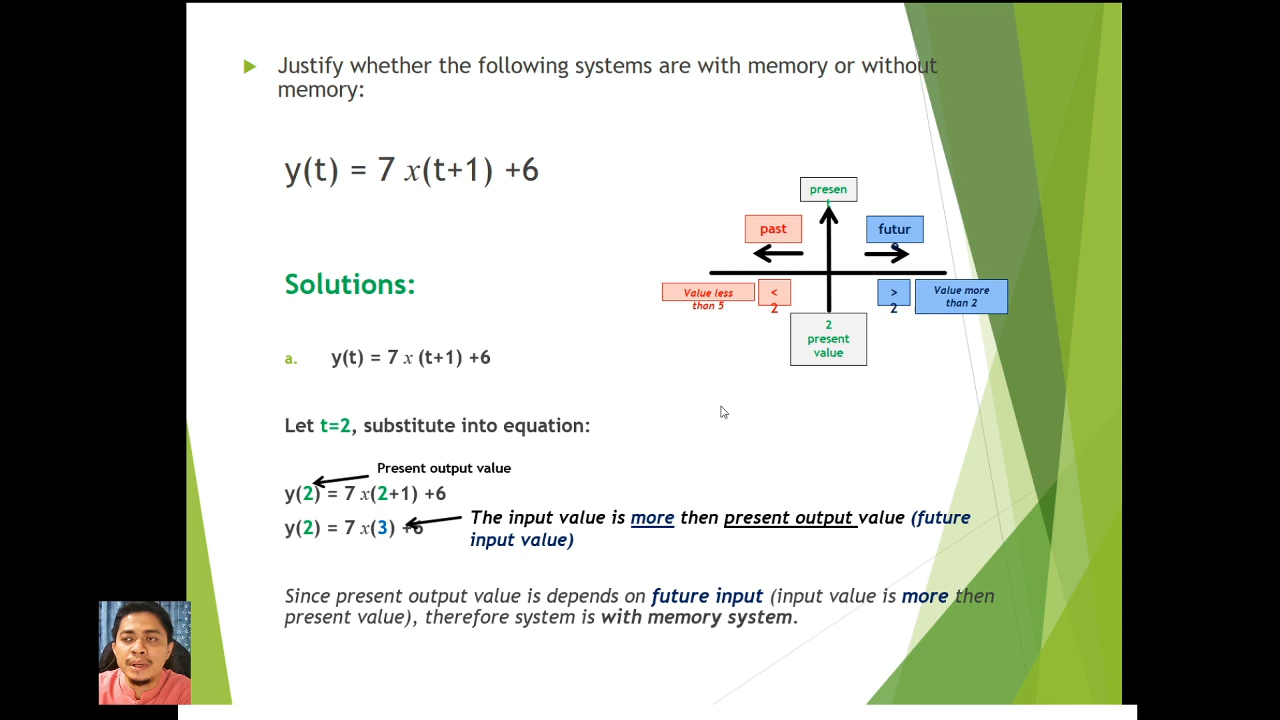 Justify whether the following systems are with memory or without
memory:
y(t) = 7 x(t+1) +6
presen
t
past
futur
e
Solutions:
Value less
than 5
<
2
>
2
Value more
than 2
2
present
value
a. y(t) = 7 x (t+1) +6
Let t=2, substitute into equation:
Present output value
y(2) = 7 x(2+1) +6
y(2) = 7 x(3) +6
The input value is more then present output value (future
input value)
Since present output value is depends on future input (input value is more then
present value), therefore system is with memory system.